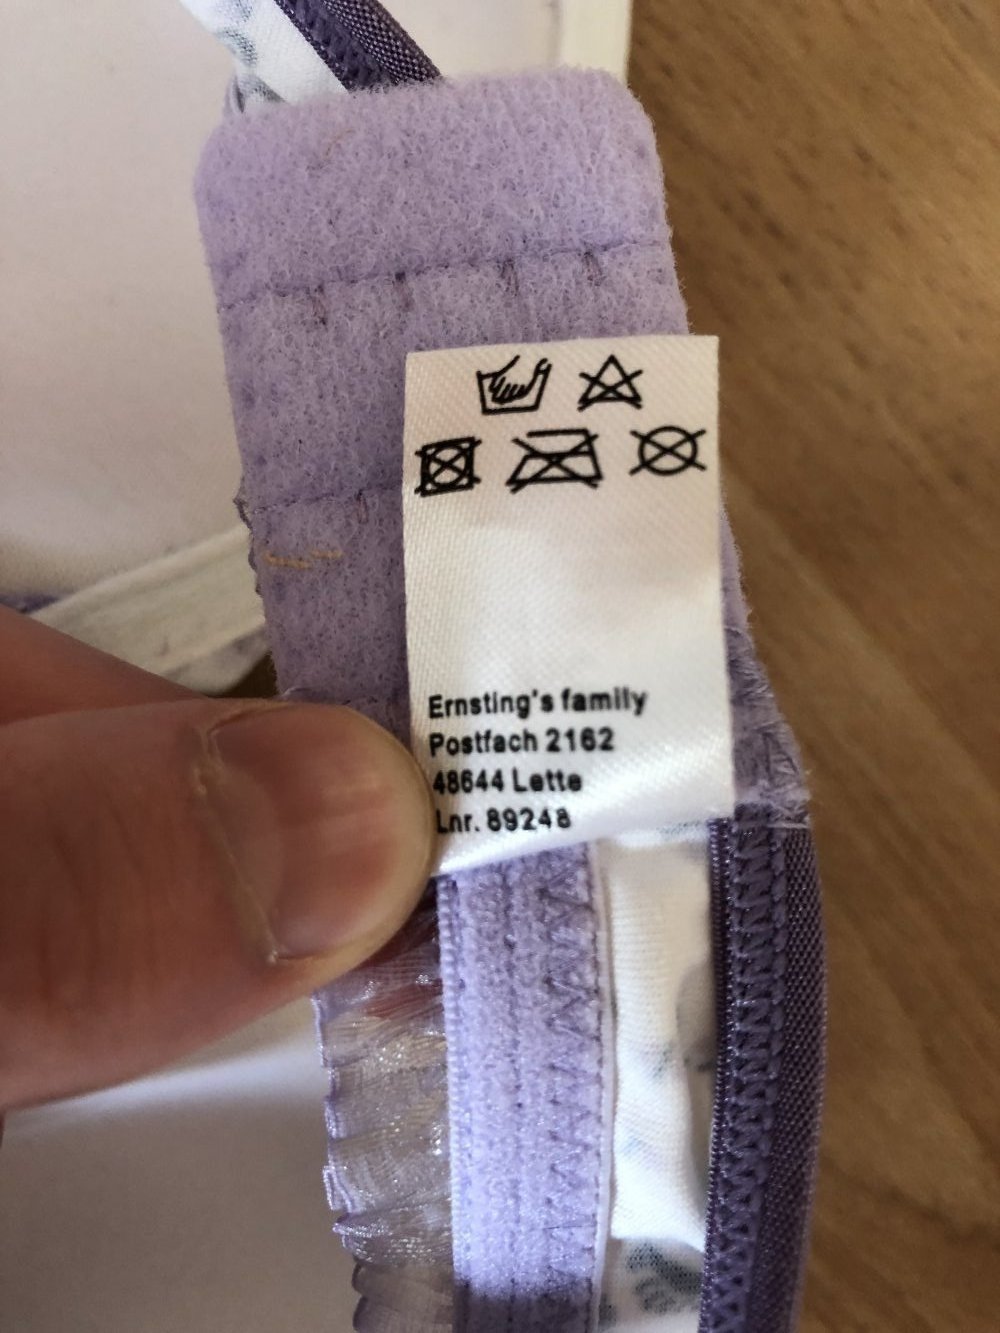 Ernsting's family
Postfach 2162
48644 Lette
Lnr. 89248